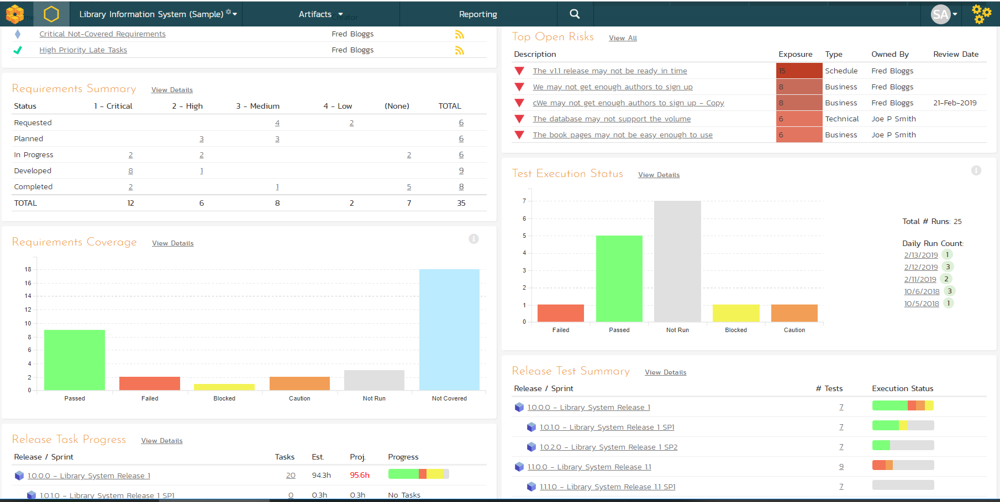 Library Information System (Sample)
Artifacts
Reporting
SA
Creator
Critical Not-Covered Requirements Fred Bloggs
High Priority Late Tasks Fred Bloggs
Requirements Summary View Details
Status 1 - Critical 2 - High 3 - Medium 4 - Low (None) TOTAL
Requested 4 2 6
Planned 3 3 6
In Progress 2 2 2 6
Developed 8 1 9
Completed 2 1 5 8
TOTAL 12 6 8 2 7 35
Requirements Coverage View Details
18
16
14
12
10
8
6
4
2
0
Passed Failed Blocked Caution Not Run Not Covered
Release Task Progress View Details
Release / Sprint Tasks Est. Proj. Progress
1.0.0.0 - Library System Release 1 20 94.3h 95.6h
1.0.1.0 - Library System Release 1 SP1 0 0.3h 0.3h No Tasks
Top Open Risks View All
Description Exposure Type Owned By Review Date
The v1.1 release may not be ready in time 15 Schedule Fred Bloggs
We may not get enough authors to sign up 8 Business Fred Bloggs
cWe may not get enough authors to sign up - Copy 8 Business Fred Bloggs 21-Feb-2019
The database may not support the volume 6 Technical Joe P Smith
The book pages may not be easy enough to use 6 Business Joe P Smith
Test Execution Status View Details
7
6
5
4
3
2
1
0
Failed Passed Not Run Blocked Caution
Total # Runs: 25
Daily Run Count:
2/13/2019 1
2/12/2019 3
2/11/2019 2
10/6/2018 3
10/5/2018 1
Release Test Summary View Details
Release / Sprint # Tests Execution Status
1.0.0.0 - Library System Release 1 7
1.0.1.0 - Library System Release 1 SP1 7
1.0.2.0 - Library System Release 1 SP2 7
1.1.0.0 - Library System Release 1.1 9
1.1.1.0 - Library System Release 1.1 SP1 7